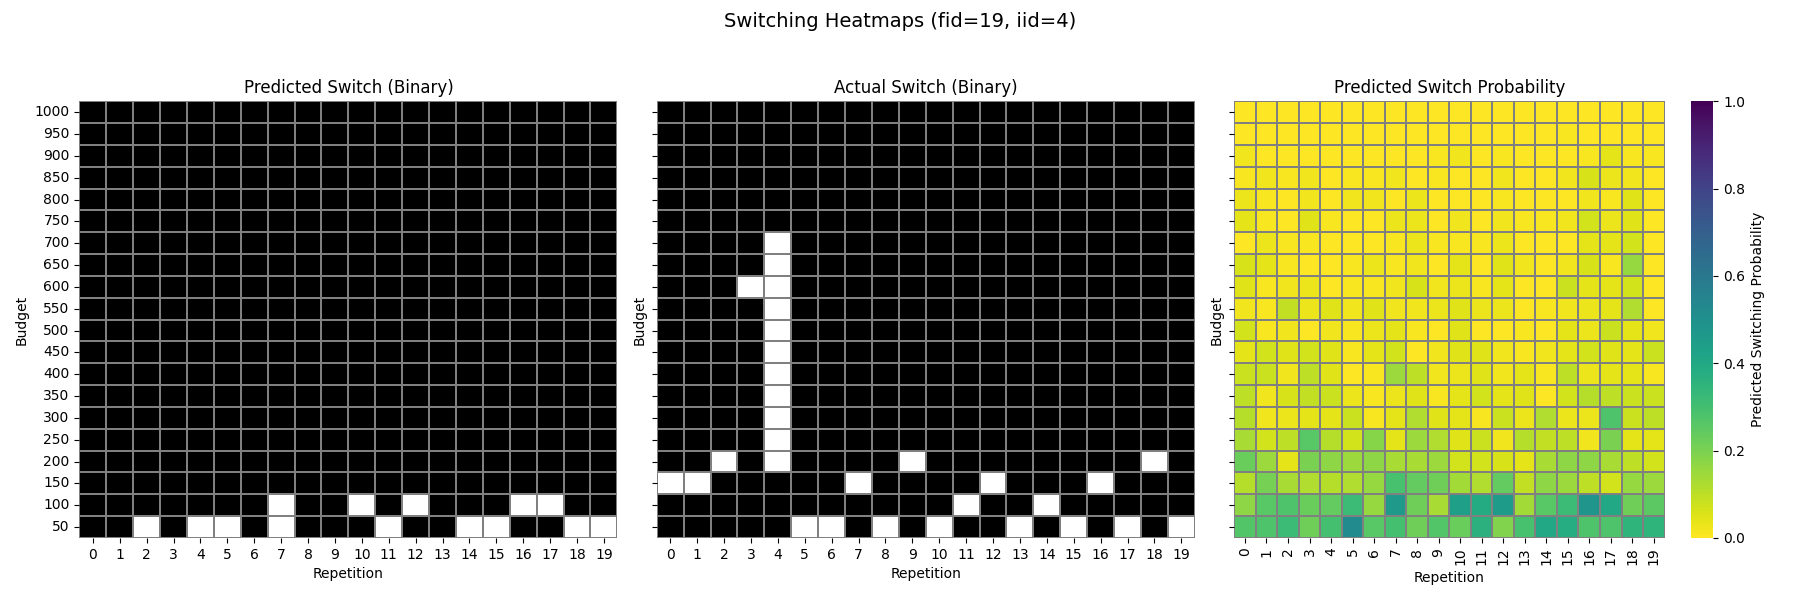 Switching Heatmaps (fid=19, iid=4)
Predicted Switch (Binary)
Budget
1000
950
900
850
800
750
700
650
600
550
500
450
400
350
300
250
200
150
100
50
0 1 2 3 4 5 6 7 8 9 10 11 12 13 14 15 16 17 18 19
Repetition
Actual Switch (Binary)
Budget
0 1 2 3 4 5 6 7 8 9 10 11 12 13 14 15 16 17 18 19
Repetition
Predicted Switch Probability
Budget
0 1 2 3 4 5 6 7 8 9 10 11 12 13 14 15 16 17 18 19
Repetition
1.0
0.8
0.6
0.4
0.2
0.0
Predicted Switching Probability